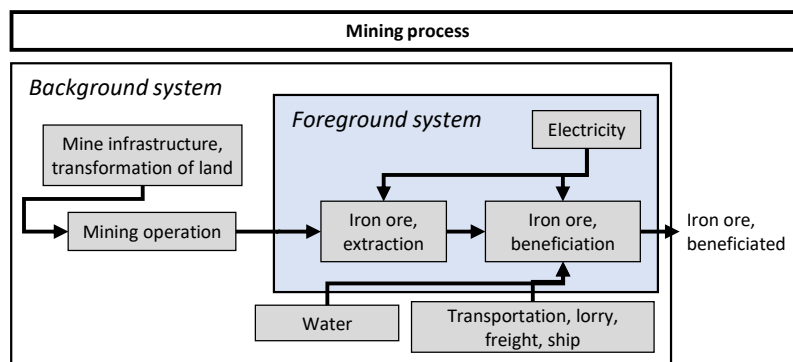 Mining process
Background system
Foreground system
Electricity
Mine infrastructure,
transformation of land
Mining operation
Iron ore,
extraction
Iron ore,
beneficiation
Iron ore,
beneficiated
Water
Transportation, lorry,
freight, ship